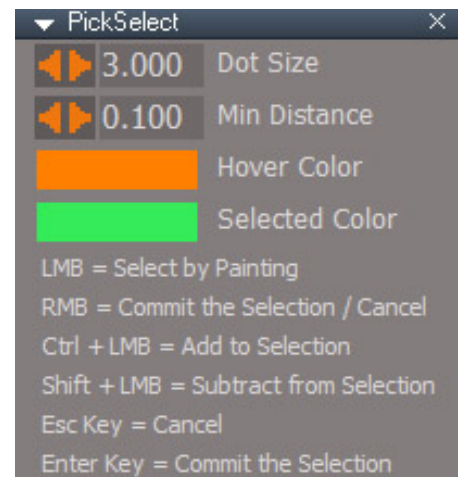 PickSelect
3.000 Dot Size
0.100 Min Distance
Hover Color
Selected Color
LMB = Select by Painting
RMB = Commit the Selection / Cancel
Ctrl + LMB = Add to Selection
Shift + LMB = Subtract from Selection
Esc Key = Cancel
Enter Key = Commit the Selection